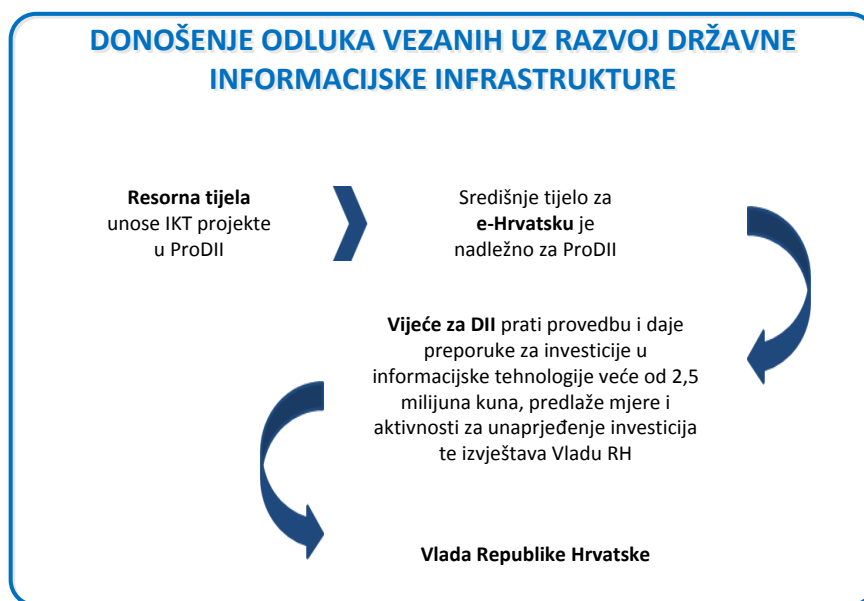 DONOŠENJE ODLUKA VEZANIH UZ RAZVOJ DRŽAVNE
INFORMACIJSKE INFRASTRUKTURE
Resorna tijela
unose IKT projekte
u ProDII
Središnje tijelo za
e-Hrvatsku je
nadležno za ProDII
Vijeće za DII prati provedbu i daje
preporuke za investicije u
informacijske tehnologije veće od 2,5
milijuna kuna, predlaže mjere i
aktivnosti za unaprjeđenje investicija
te izvještava Vladu RH
Vlada Republike Hrvatske